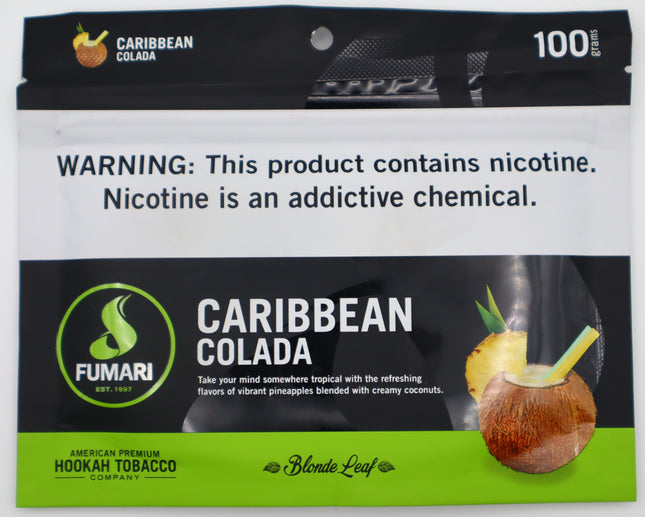 CARIBBEAN
COLADA
100 grams
WARNING: This product contains nicotine.
Nicotine is an addictive chemical.
FUMARI
EST. 1997
CARIBBEAN
COLADA
Take your mind somewhere tropical with the refreshing
flavors of vibrant pineapples blended with creamy coconuts.
AMERICAN PREMIUM
HOOKAH TOBACCO
COMPANY
Blonde Leaf